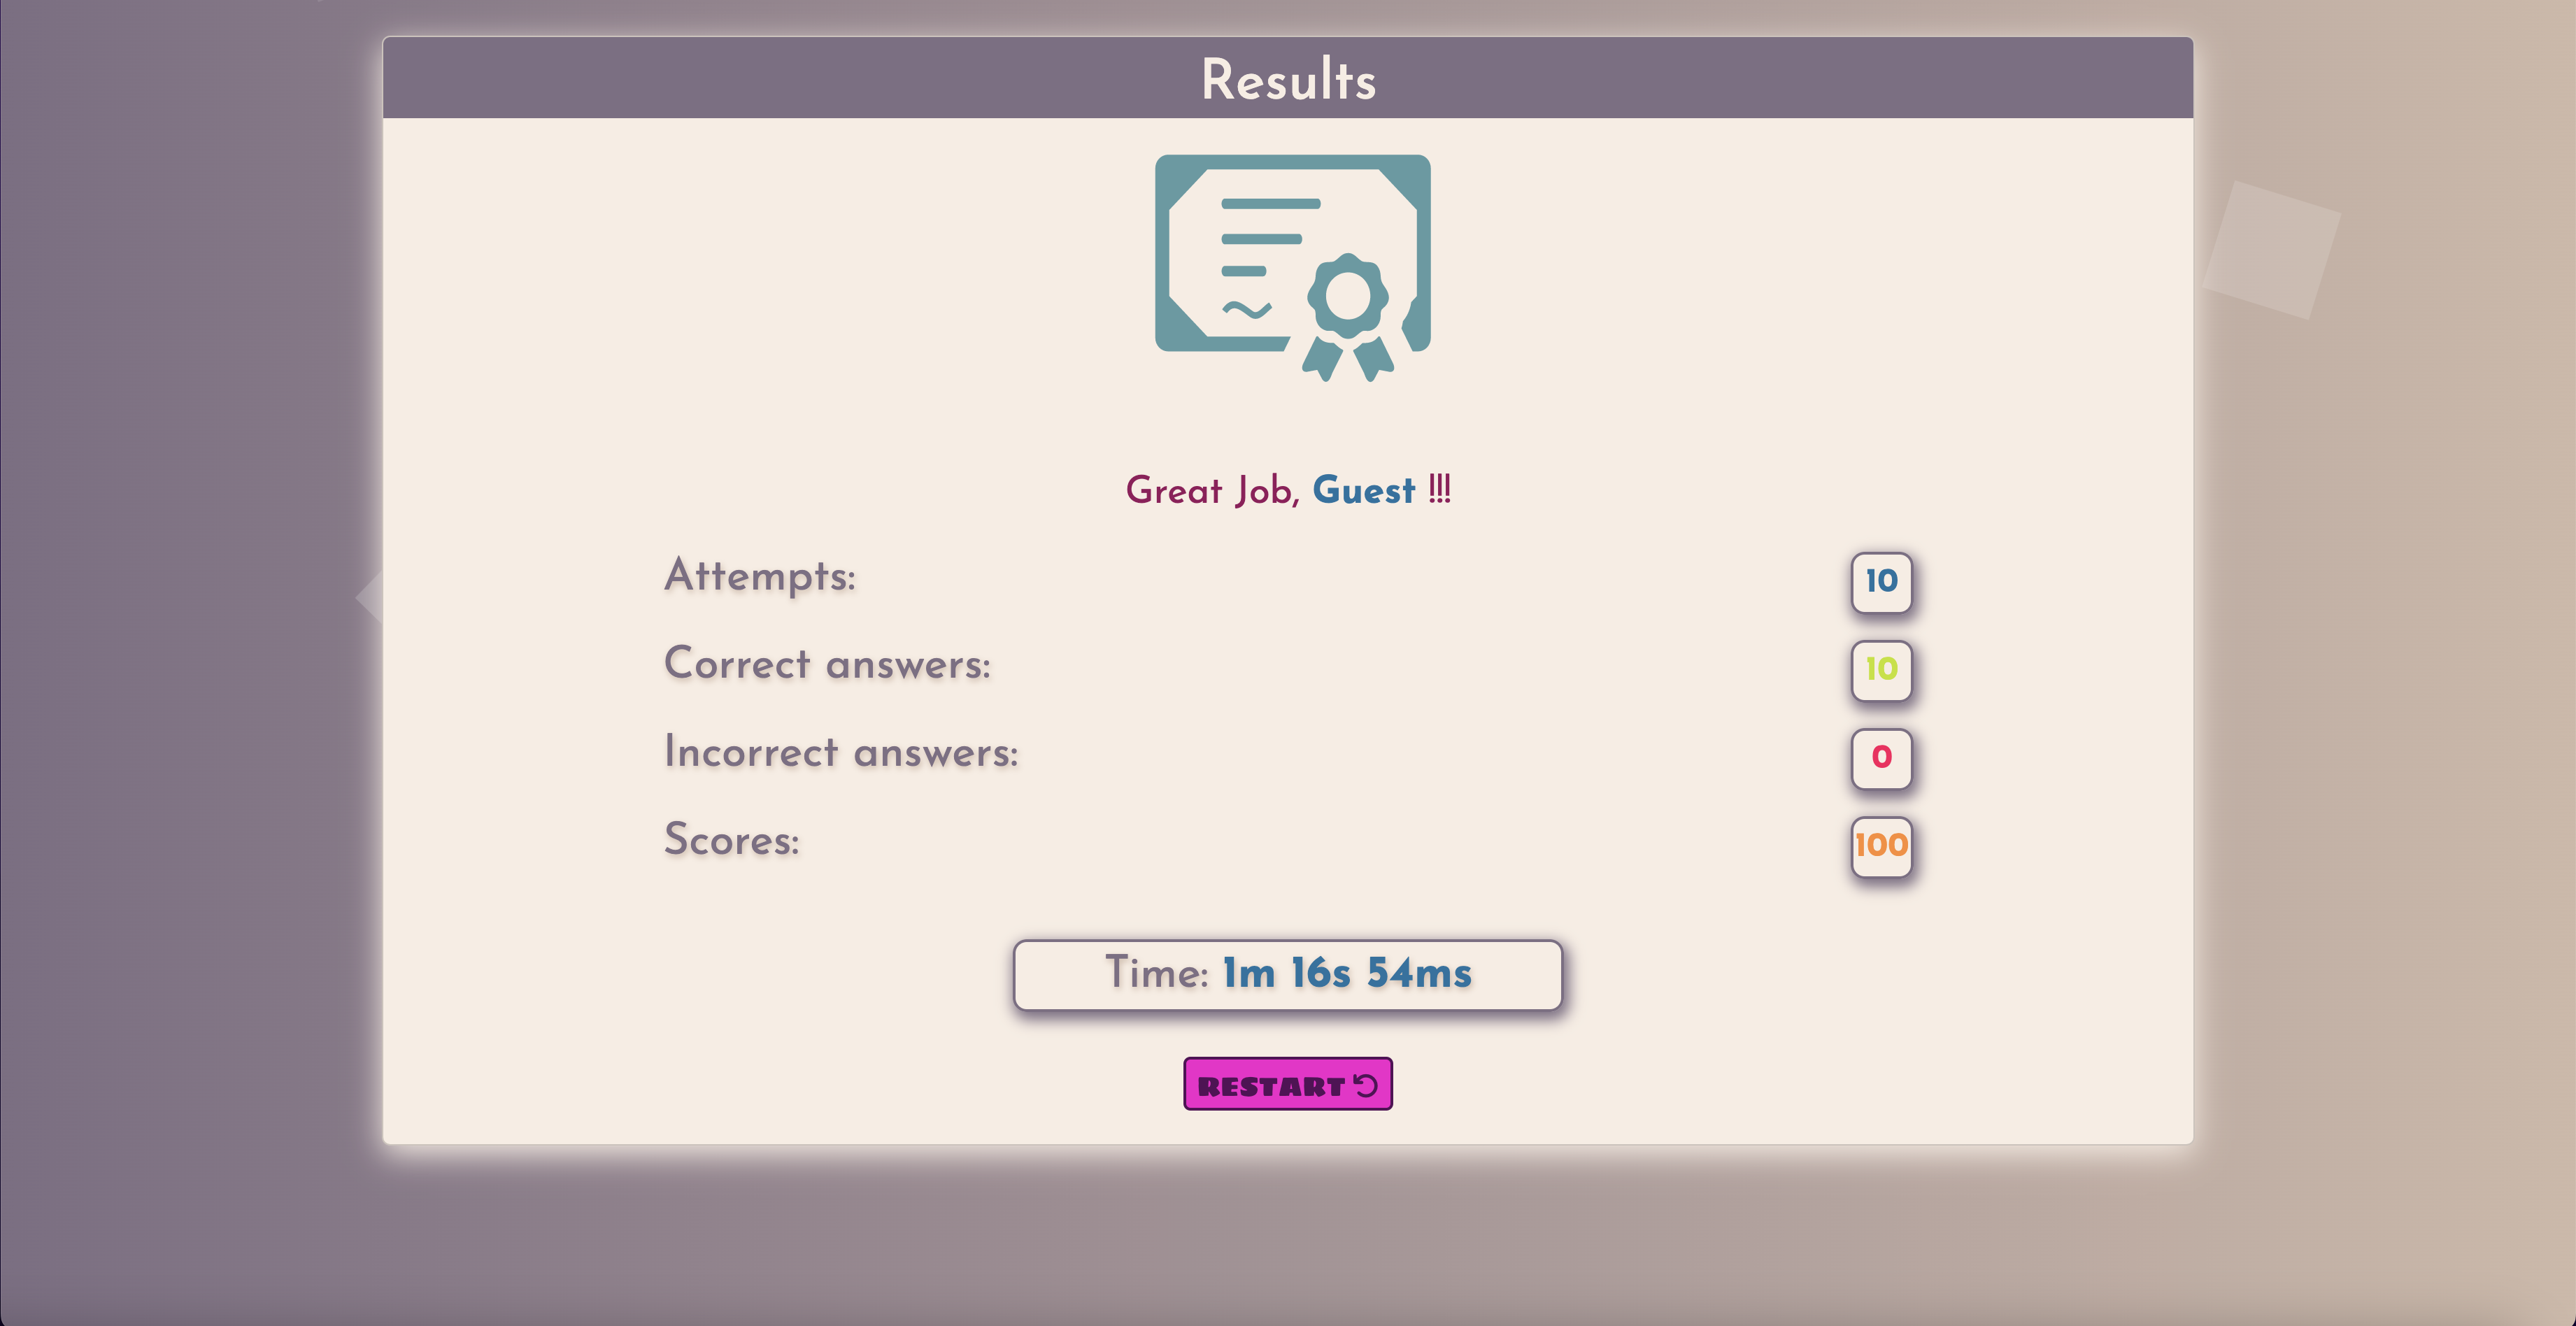 Results
Great Job, Guest !!!
Attempts: 10
Correct answers: 10
Incorrect answers: 0
Scores: 100
Time: 1m 16s 54ms
RESTART